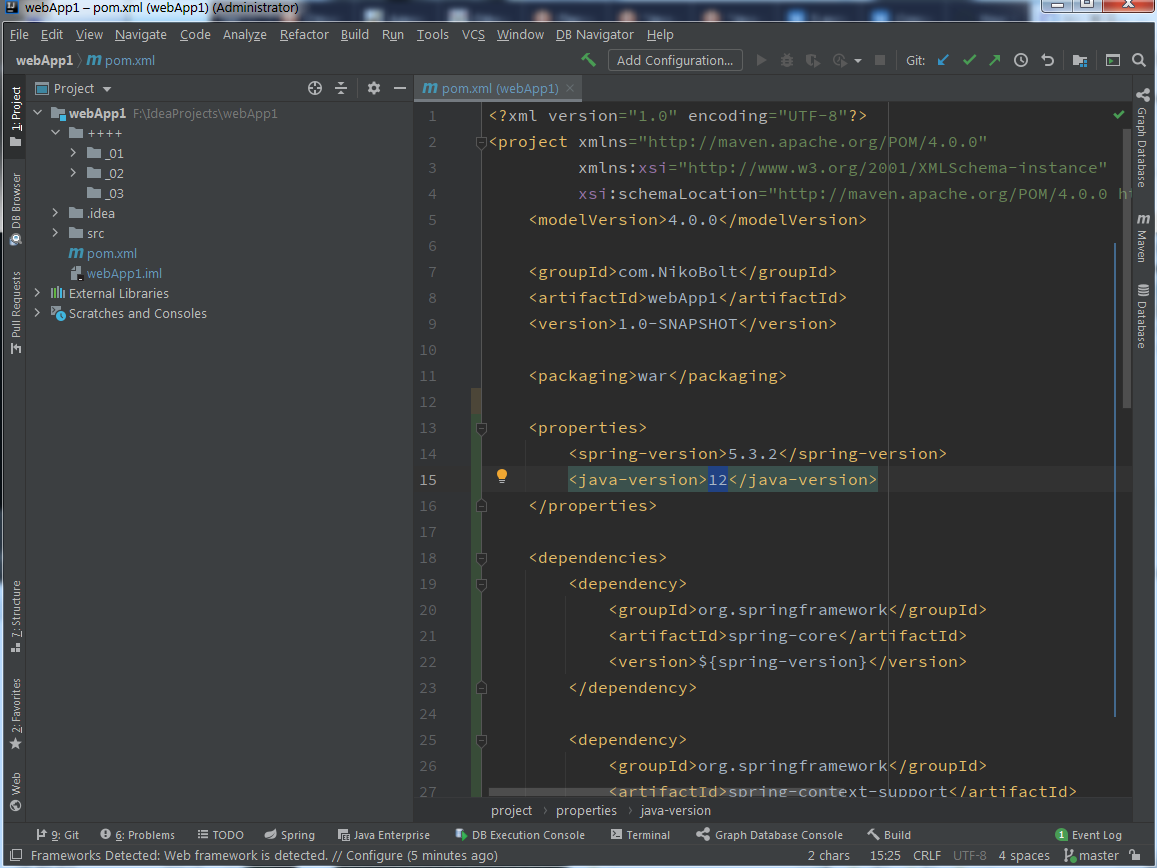 webApp1 – pom.xml (webApp1) (Administrator)
File Edit View Navigate Code Analyze Refactor Build Run Tools VCS Window DB Navigator Help
webApp1 pom.xml Add Configuration... Git:
Project
webApp1 F:\IdeaProjects\webApp1
++++
_01
_02
_03
.idea
src
pom.xml
webApp1.iml
External Libraries
Scratches and Consoles
1: Project
DB Browser
Pull Requests
7: Structure
2: Favorites
Web
pom.xml (webApp1)
1 <?xml version="1.0" encoding="UTF-8"?>
2 <project xmlns="http://maven.apache.org/POM/4.0.0"
3 xmlns:xsi="http://www.w3.org/2001/XMLSchema-instance"
4 xsi:schemaLocation="http://maven.apache.org/POM/4.0.0
5 <modelVersion>4.0.0</modelVersion>
6
7 <groupId>com.NikoBolt</groupId>
8 <artifactId>webApp1</artifactId>
9 <version>1.0-SNAPSHOT</version>
10
11 <packaging>war</packaging>
12
13 <properties>
14 <spring-version>5.3.2</spring-version>
15 <java-version>12</java-version>
16 </properties>
17
18 <dependencies>
19 <dependency>
20 <groupId>org.springframework</groupId>
21 <artifactId>spring-core</artifactId>
22 <version>${spring-version}</version>
23 </dependency>
24
25 <dependency>
26 <groupId>org.springframework</groupId>
27 <artifactId>spring-context-support</artifactId>
project properties java-version
Graph Database
Maven
Database
9: Git 6: Problems TODO Spring Java Enterprise DB Execution Console Terminal Graph Database Console Build 1 Event Log
Frameworks Detected: Web framework is detected. // Configure (5 minutes ago) 2 chars 15:25 CRLF UTF-8 4 spaces master